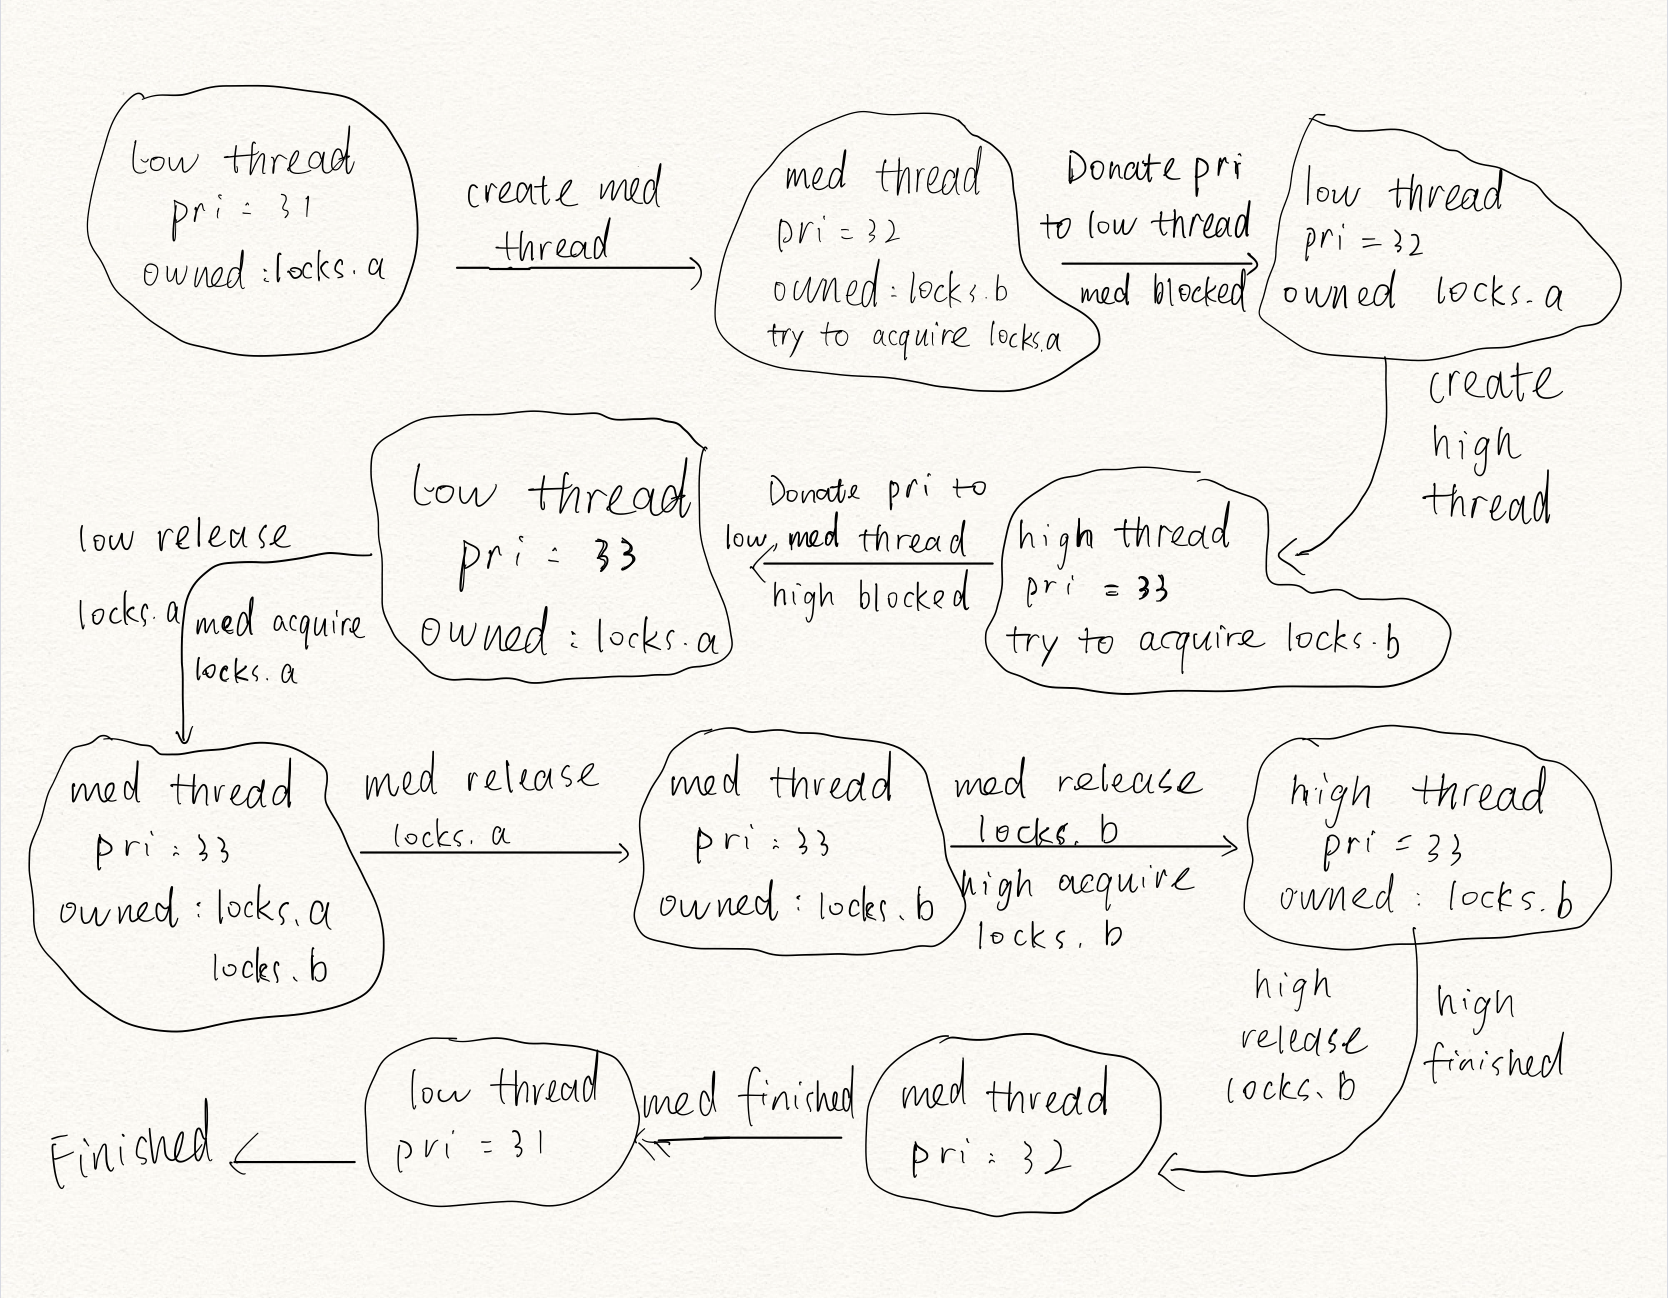 low thread
pri = 31
owned : locks.a
create med
thread
med thread
pri = 32
owned : locks.b
try to acquire locks.a
Donate pri
to low thread
med blocked
low thread
pri = 32
owned locks.a
create
high
thread
high thread
pri = 33
try to acquire locks.b
Donate pri to
low, med thread
high blocked
low thread
pri = 33
owned : locks.a
low release
locks.a
med acquire
locks.a
med thread
pri = 33
owned : locks.a
locks.b
med release
locks.a
med thread
pri = 33
owned : locks.b
med release
locks.b
high acquire
locks.b
high thread
pri = 33
owned : locks.b
high
release
locks.b
high
finished
med thread
pri = 32
med finished
low thread
pri = 31
Finished